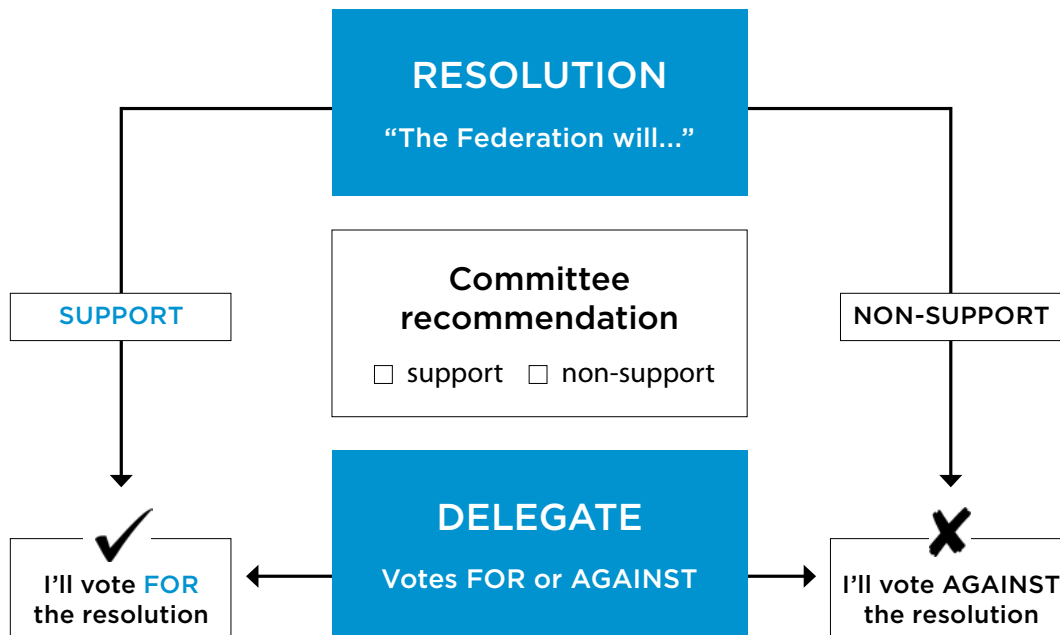 RESOLUTION
“The Federation will...”
Committee
recommendation
□ support □ non-support
SUPPORT
NON-SUPPORT
DELEGATE
Votes FOR or AGAINST
I’ll vote FOR
the resolution
I’ll vote AGAINST
the resolution